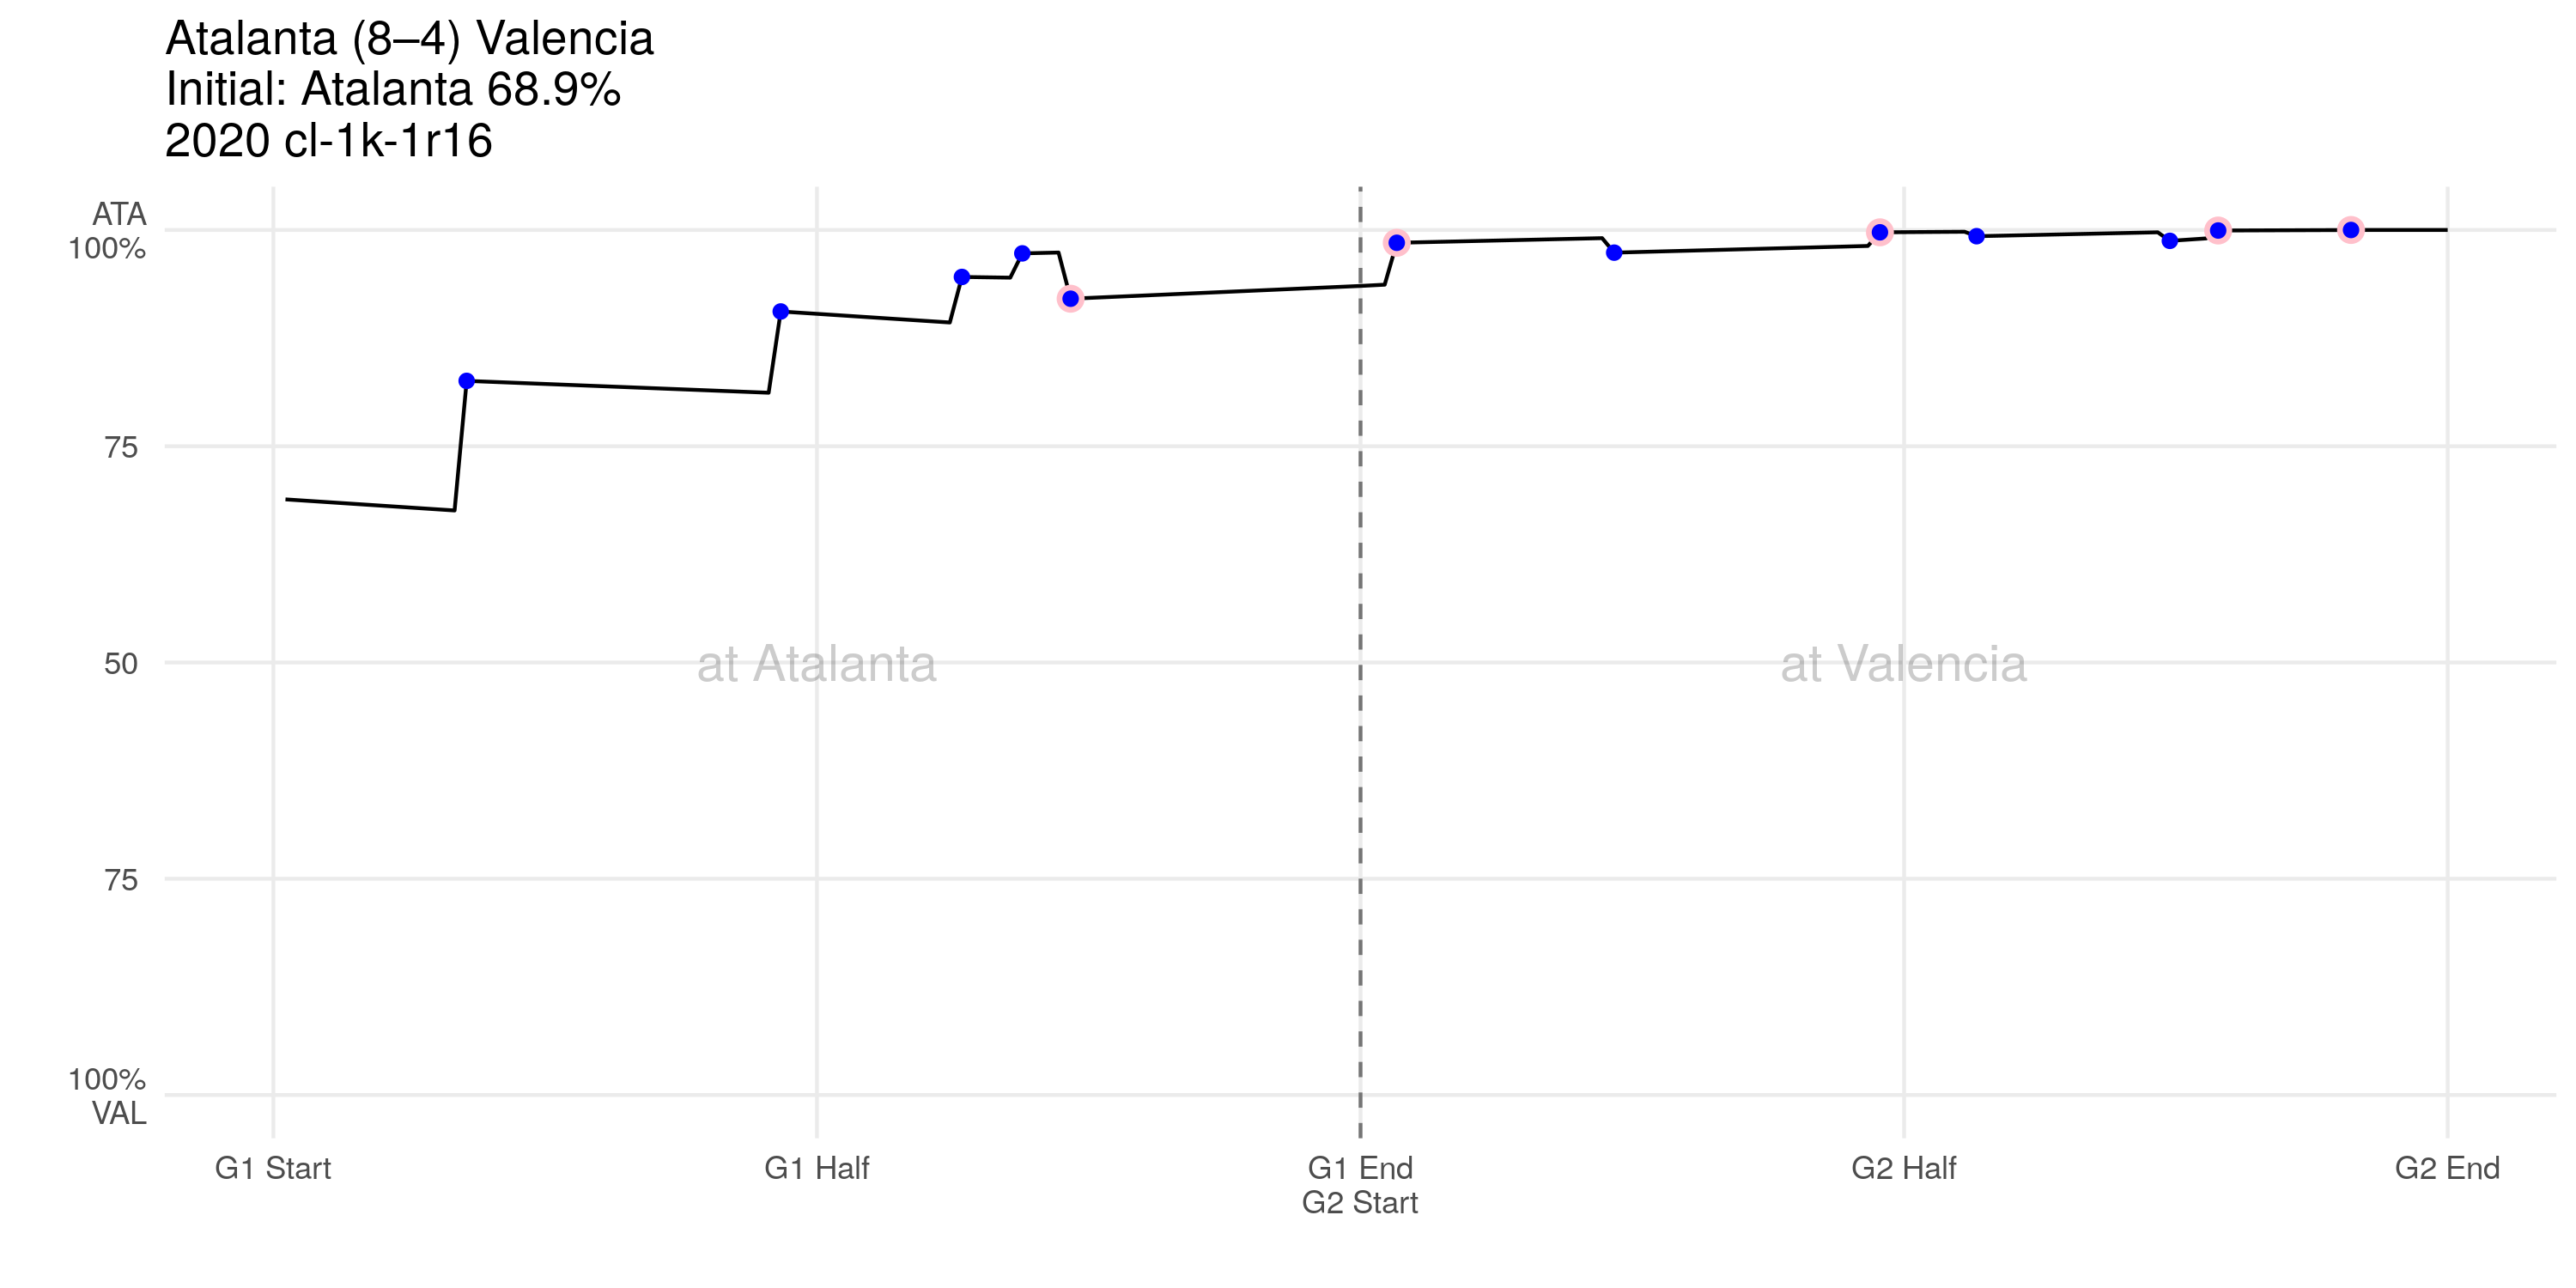 Atalanta (8–4) Valencia
Initial: Atalanta 68.9%
2020 cl-1k-1r16
ATA
100%
75
50
75
100%
VAL
at Atalanta
at Valencia
G1 Start
G1 Half
G1 End
G2 Start
G2 Half
G2 End